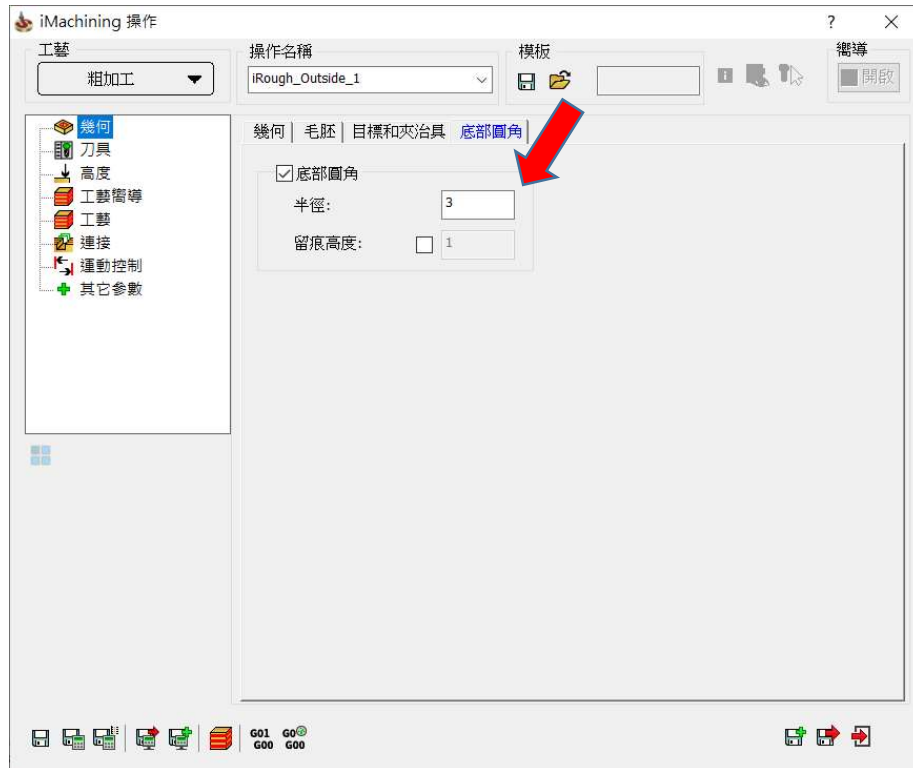 iMachining 操作
? ×
工藝
粗加工
操作名稱
iRough_Outside_1
模板
嚮導
開啟
幾何
刀具
高度
工藝嚮導
工藝
連接
運動控制
其它參數
幾何 毛胚 目標和夾治具 底部圓角
底部圓角
半徑: 3
留痕高度: 1
G01 G0
G00 G00